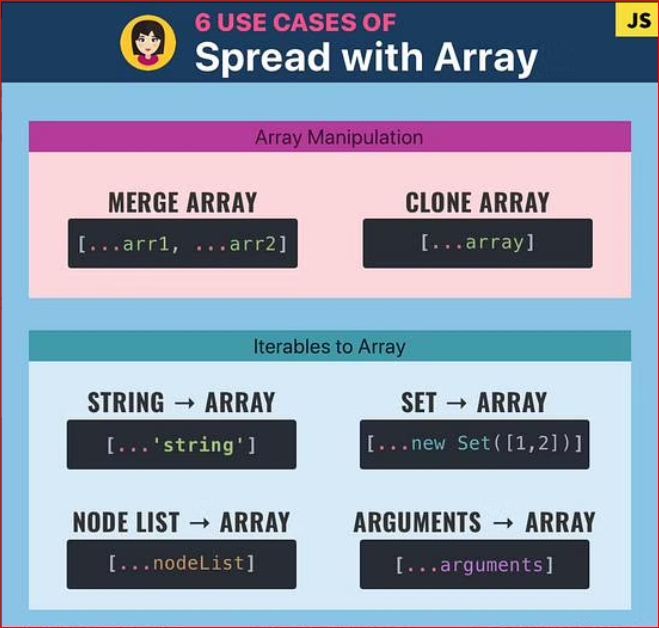 6 USE CASES OF
JS
Spread with Array
Array Manipulation
MERGE ARRAY
[...arr1, ...arr2]
CLONE ARRAY
[...array]
Iterables to Array
STRING → ARRAY
[...'string']
SET → ARRAY
[...new Set([1,2])]
NODE LIST → ARRAY
[...nodeList]
ARGUMENTS → ARRAY
[...arguments]